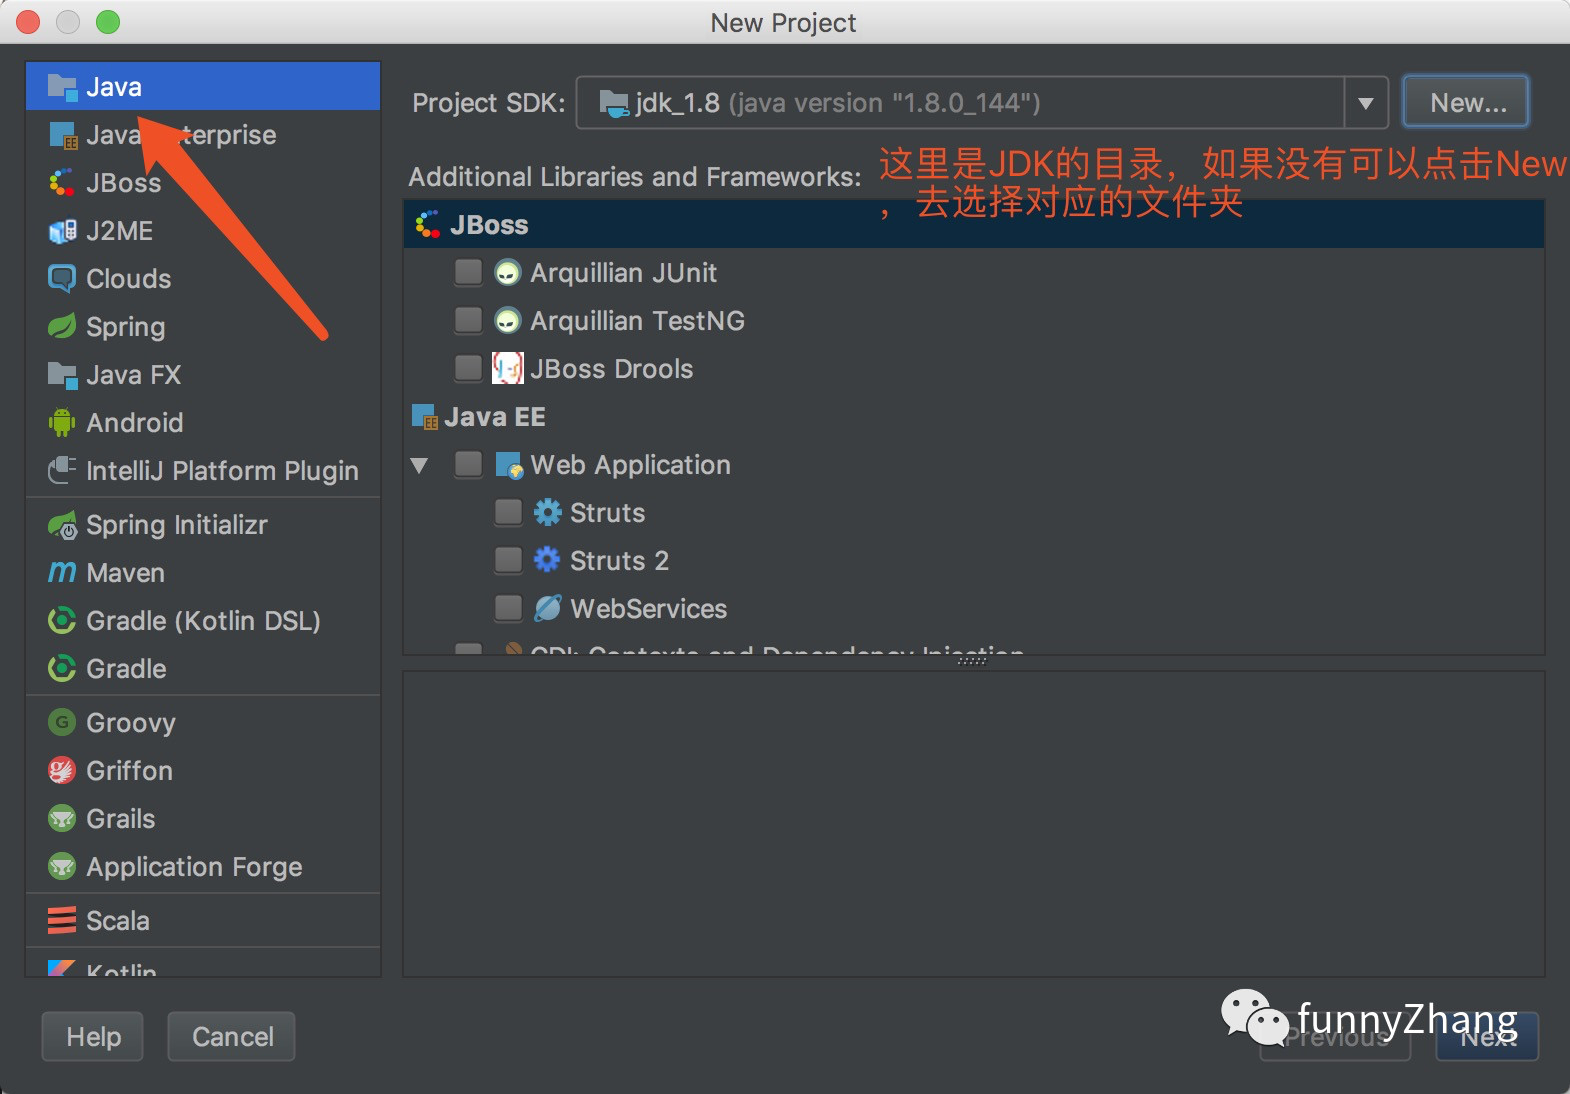 New Project
Java
Java Enterprise
JBoss
J2ME
Clouds
Spring
Java FX
Android
IntelliJ Platform Plugin
Spring Initializr
Maven
Gradle (Kotlin DSL)
Gradle
Groovy
Griffon
Grails
Application Forge
Scala
Kotlin
Project SDK: jdk_1.8 (java version "1.8.0_144") New...
这里是JDK的目录，如果没有可以点击New
，去选择对应的文件夹
Additional Libraries and Frameworks:
JBoss
Arquillian JUnit
Arquillian TestNG
JBoss Drools
Java EE
Web Application
Struts
Struts 2
WebServices
CDI: Contexts and Dependency Injection
Help Cancel Previous Next
funnyZhang